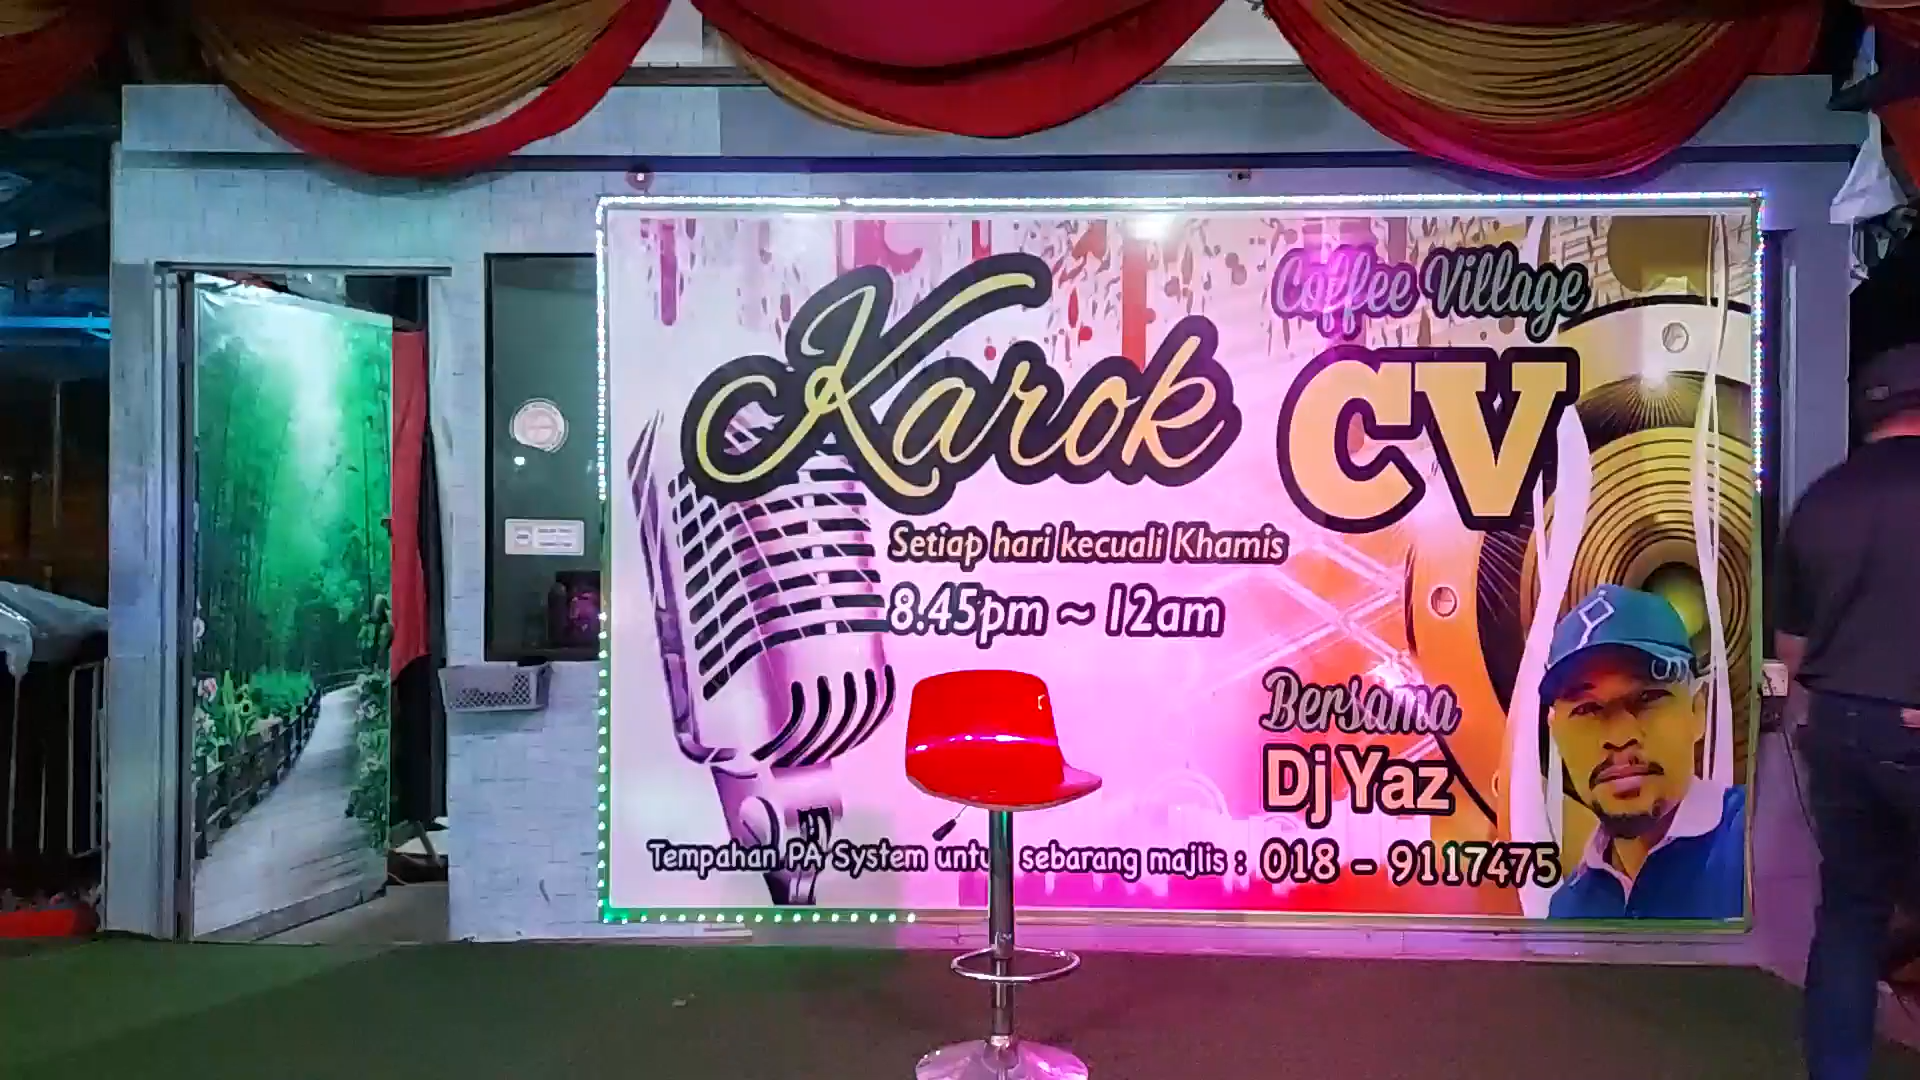 Coffee Village
Karok CV
Setiap hari kecuali Khamis
8.45pm ~ 12am
Bersama
Dj Yaz
Tempahan PA System untu sebarang majlis : 018 - 9117475